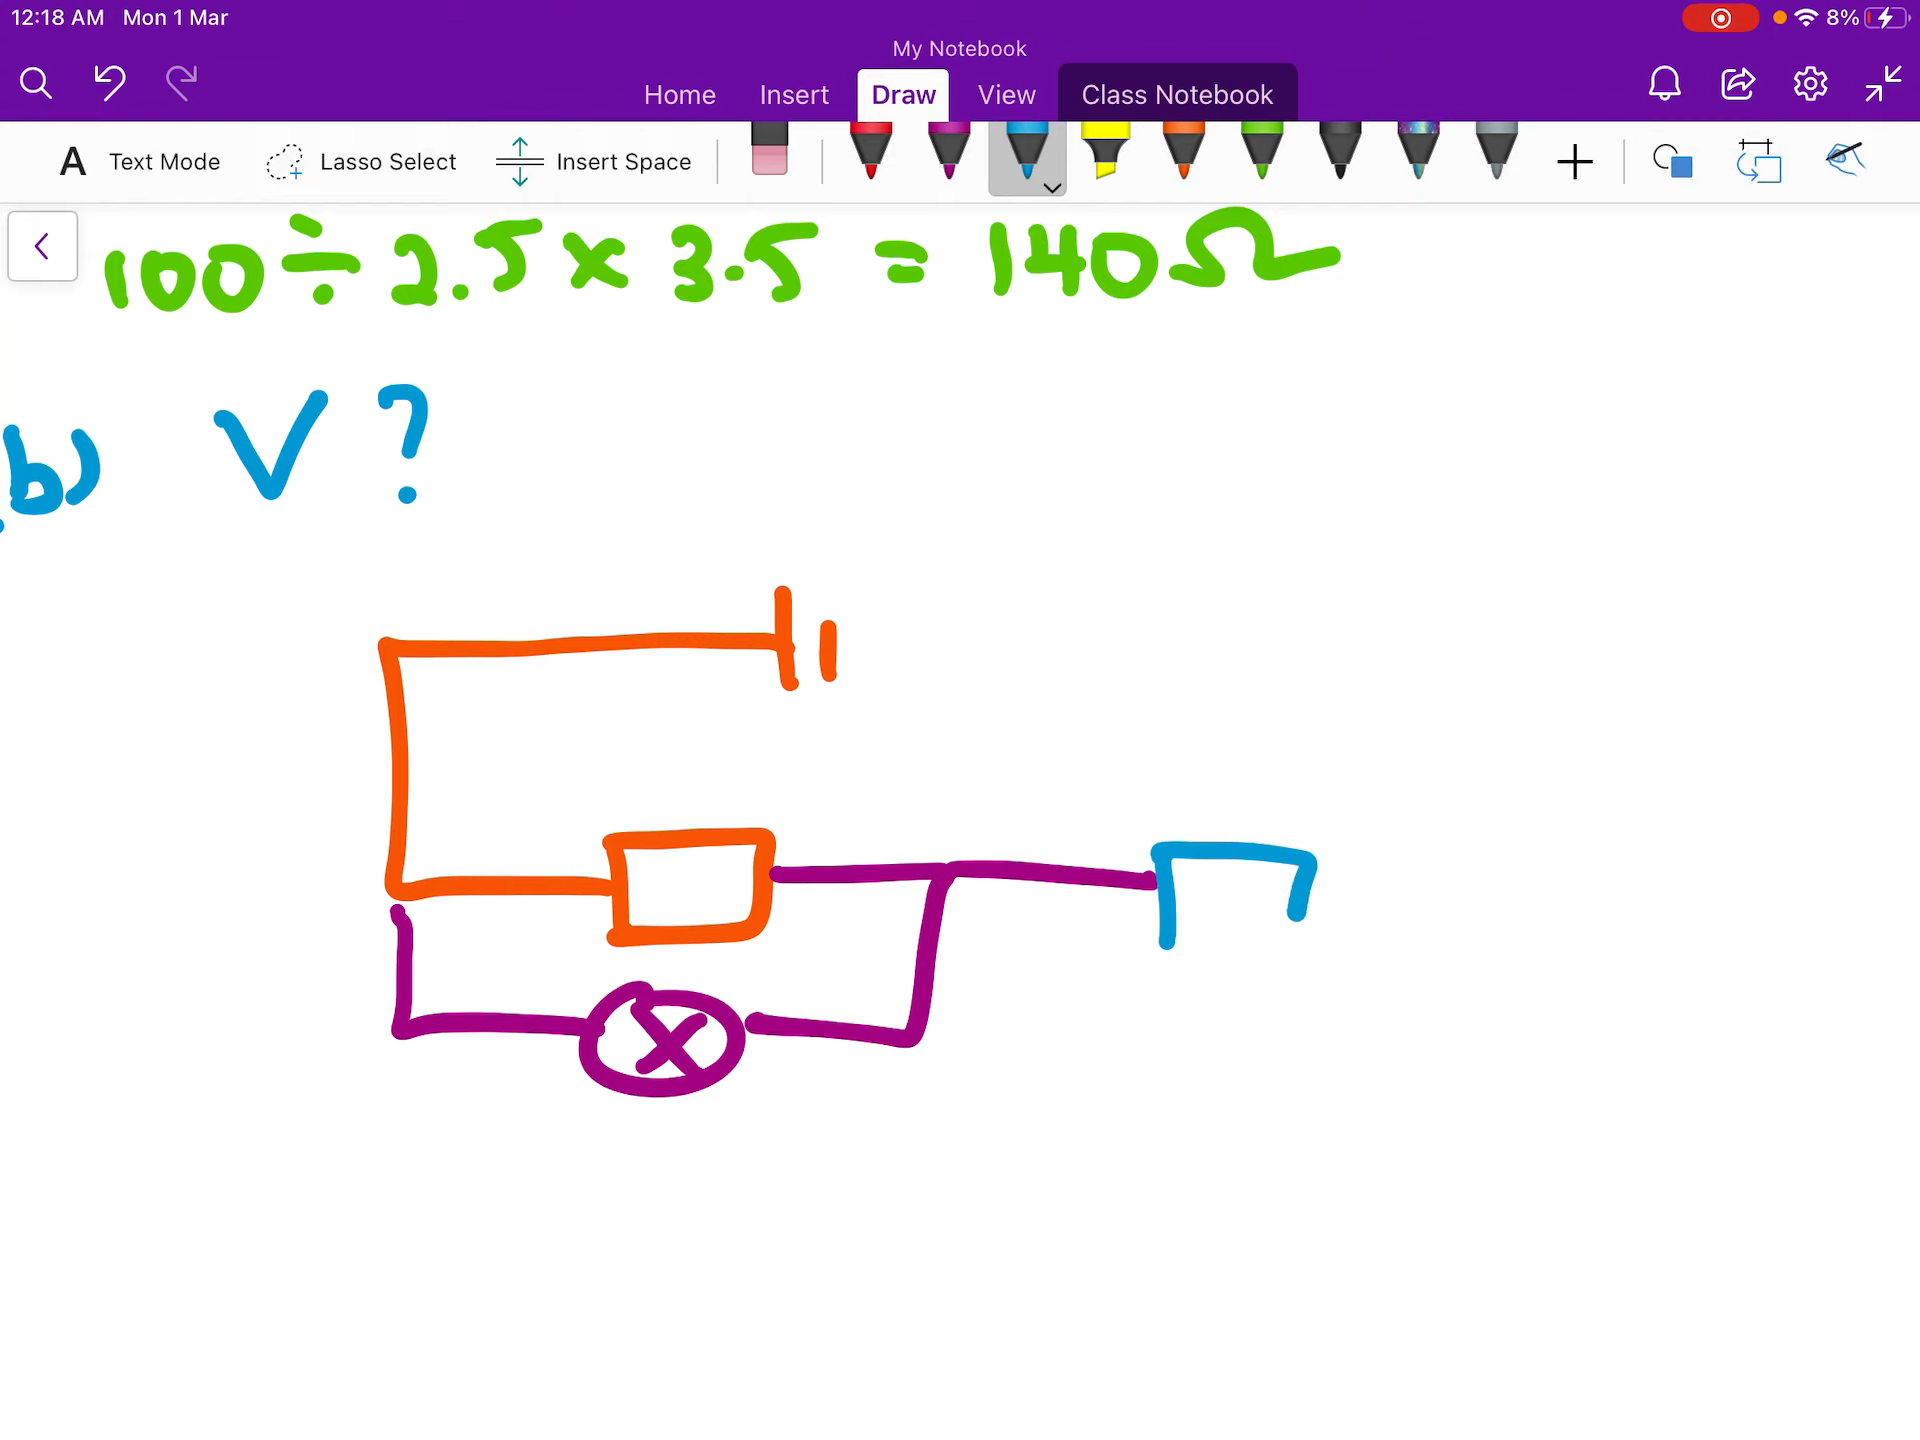 12:18 AM Mon 1 Mar 8%
My Notebook
Home Insert Draw View Class Notebook
A Text Mode Lasso Select Insert Space
100 ÷ 2.5 × 3.5 = 140Ω
b) V ?